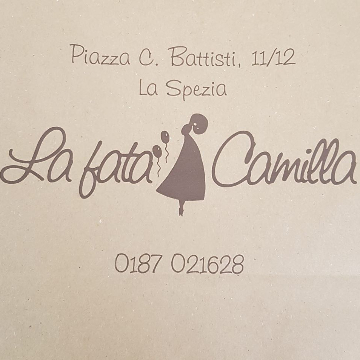 Piazza C. Battisti, 11/12
La Spezia
La fata Camilla
0187 021628